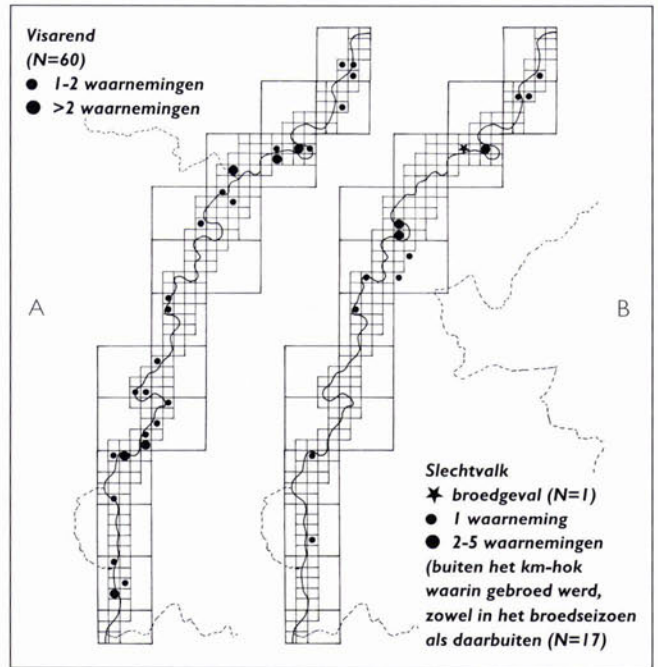 Visarend
(N=60)
1-2 waarnemingen
>2 waarnemingen
A
B
Slechtvalk
broedgeval (N=1)
1 waarneming
2-5 waarnemingen
(buiten het km-hok
waarin gebroed werd,
zowel in het broedseizoen
als daarbuiten (N=17)